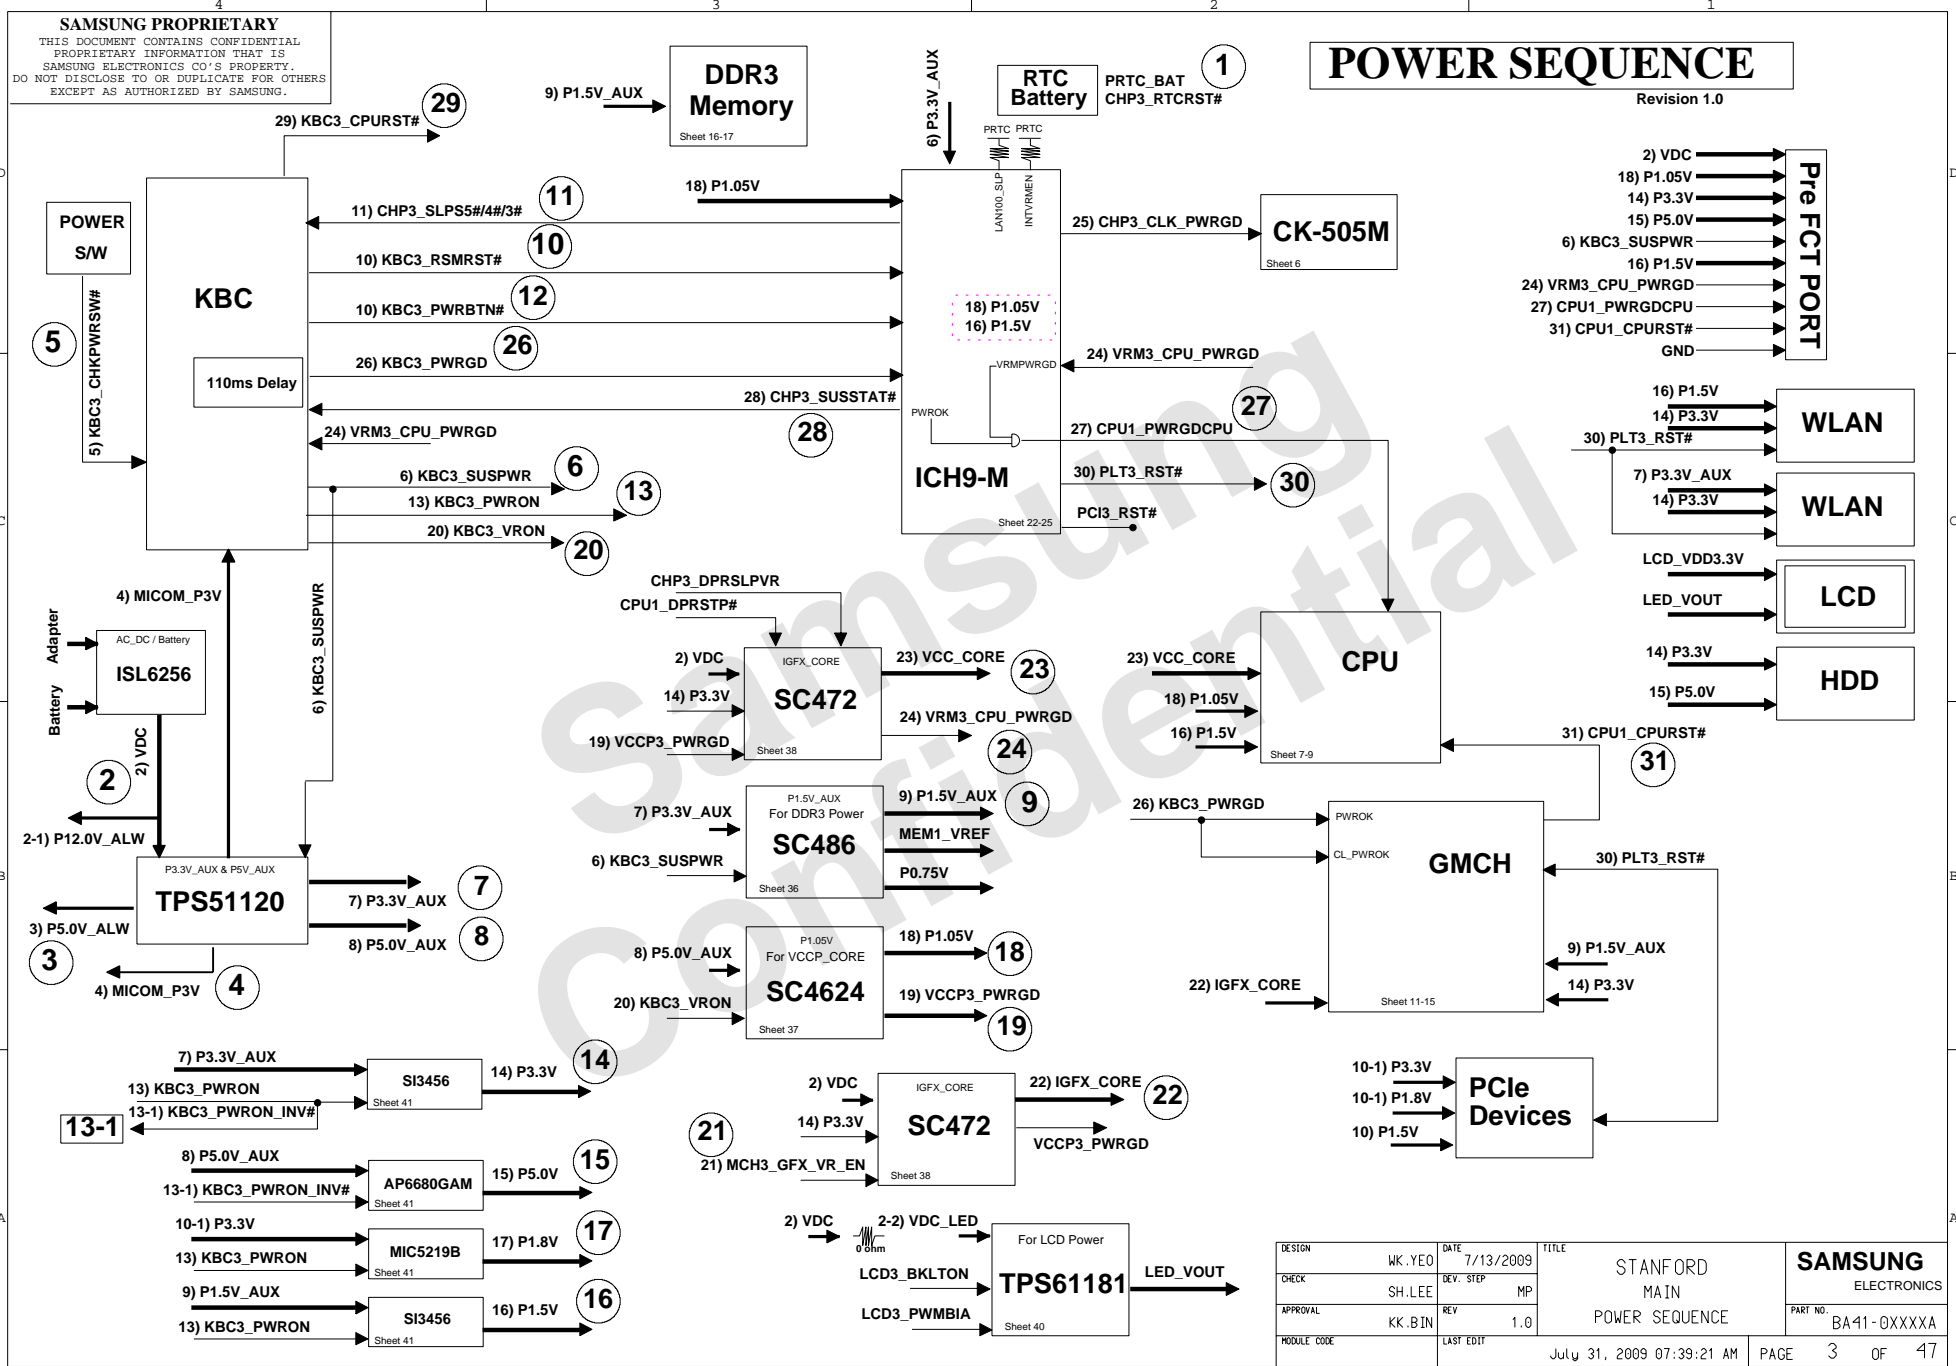 4 3 2 1
SAMSUNG PROPRIETARY
THIS DOCUMENT CONTAINS CONFIDENTIAL
PROPRIETARY INFORMATION THAT IS
SAMSUNG ELECTRONICS CO'S PROPERTY.
DO NOT DISCLOSE TO OR DUPLICATE FOR OTHERS
EXCEPT AS AUTHORIZED BY SAMSUNG.
POWER SEQUENCE
Revision 1.0
29) KBC3_CPURST#
29
9) P1.5V_AUX
DDR3
Memory
Sheet 16-17
6) P3.3V_AUX
RTC
Battery
PRTC_BAT
CHP3_RTCRST#
1
PRTC PRTC
LAN100_SLP
INTVRMEN
D
D
POWER
S/W
5) KBC3_CHKPWRSW#
5
KBC
110ms Delay
18) P1.05V
11) CHP3_SLPS5#/4#/3#
11
10
10) KBC3_RSMRST#
12
10) KBC3_PWRBTN#
26
26) KBC3_PWRGD
28) CHP3_SUSSTAT#
28
24) VRM3_CPU_PWRGD
6) KBC3_SUSPWR
6
13) KBC3_PWRON
13
20) KBC3_VRON
20
18) P1.05V
16) P1.5V
VRMPWRGD
PWROK
ICH9-M
Sheet 22-25
25) CHP3_CLK_PWRGD
CK-505M
Sheet 6
24) VRM3_CPU_PWRGD
27
27) CPU1_PWRGDCPU
30) PLT3_RST#
30
PCI3_RST#
2) VDC
18) P1.05V
14) P3.3V
15) P5.0V
6) KBC3_SUSPWR
16) P1.5V
24) VRM3_CPU_PWRGD
27) CPU1_PWRGDCPU
31) CPU1_CPURST#
GND
Pre FCT PORT
16) P1.5V
14) P3.3V
30) PLT3_RST#
WLAN
7) P3.3V_AUX
14) P3.3V
WLAN
LCD_VDD3.3V
LED_VOUT
LCD
14) P3.3V
15) P5.0V
HDD
C
C
4) MICOM_P3V
6) KBC3_SUSPWR
Adapter
Battery
AC_DC / Battery
ISL6256
2) VDC
2
2-1) P12.0V_ALW
P3.3V_AUX & P5V_AUX
TPS51120
3) P5.0V_ALW
3
4) MICOM_P3V
4
7) P3.3V_AUX
7
8) P5.0V_AUX
8
CHP3_DPRSLPVR
CPU1_DPRSTP#
2) VDC
14) P3.3V
19) VCCP3_PWRGD
IGFX_CORE
SC472
Sheet 38
23) VCC_CORE
23
24) VRM3_CPU_PWRGD
24
7) P3.3V_AUX
6) KBC3_SUSPWR
P1.5V_AUX
For DDR3 Power
SC486
Sheet 36
9) P1.5V_AUX
9
MEM1_VREF
P0.75V
8) P5.0V_AUX
20) KBC3_VRON
P1.05V
For VCCP_CORE
SC4624
Sheet 37
18) P1.05V
18
19) VCCP3_PWRGD
19
23) VCC_CORE
18) P1.05V
16) P1.5V
CPU
Sheet 7-9
31) CPU1_CPURST#
31
26) KBC3_PWRGD
PWROK
CL_PWROK
GMCH
Sheet 11-15
22) IGFX_CORE
30) PLT3_RST#
9) P1.5V_AUX
14) P3.3V
B
B
10-1) P3.3V
10-1) P1.8V
10) P1.5V
PCIe
Devices
7) P3.3V_AUX
13) KBC3_PWRON
13-1) KBC3_PWRON_INV#
13-1
SI3456
Sheet 41
14) P3.3V
14
8) P5.0V_AUX
13-1) KBC3_PWRON_INV#
AP6680GAM
Sheet 41
15) P5.0V
15
10-1) P3.3V
13) KBC3_PWRON
MIC5219B
Sheet 41
17) P1.8V
17
9) P1.5V_AUX
13) KBC3_PWRON
SI3456
Sheet 41
16) P1.5V
16
2) VDC
14) P3.3V
21
21) MCH3_GFX_VR_EN
IGFX_CORE
SC472
Sheet 38
22) IGFX_CORE
22
VCCP3_PWRGD
2) VDC
0 ohm
2-2) VDC_LED
LCD3_BKLTON
LCD3_PWMBIA
For LCD Power
TPS61181
Sheet 40
LED_VOUT
A
A
Samsung
Confidential
DESIGN WK.YEO DATE 7/13/2009
CHECK SH.LEE DEV. STEP MP
APPROVAL KK.BIN REV 1.0
MODULE CODE LAST EDIT July 31, 2009 07:39:21 AM
TITLE
STANFORD
MAIN
POWER SEQUENCE
SAMSUNG
ELECTRONICS
PART NO. BA41-0XXXXA
PAGE 3 OF 47